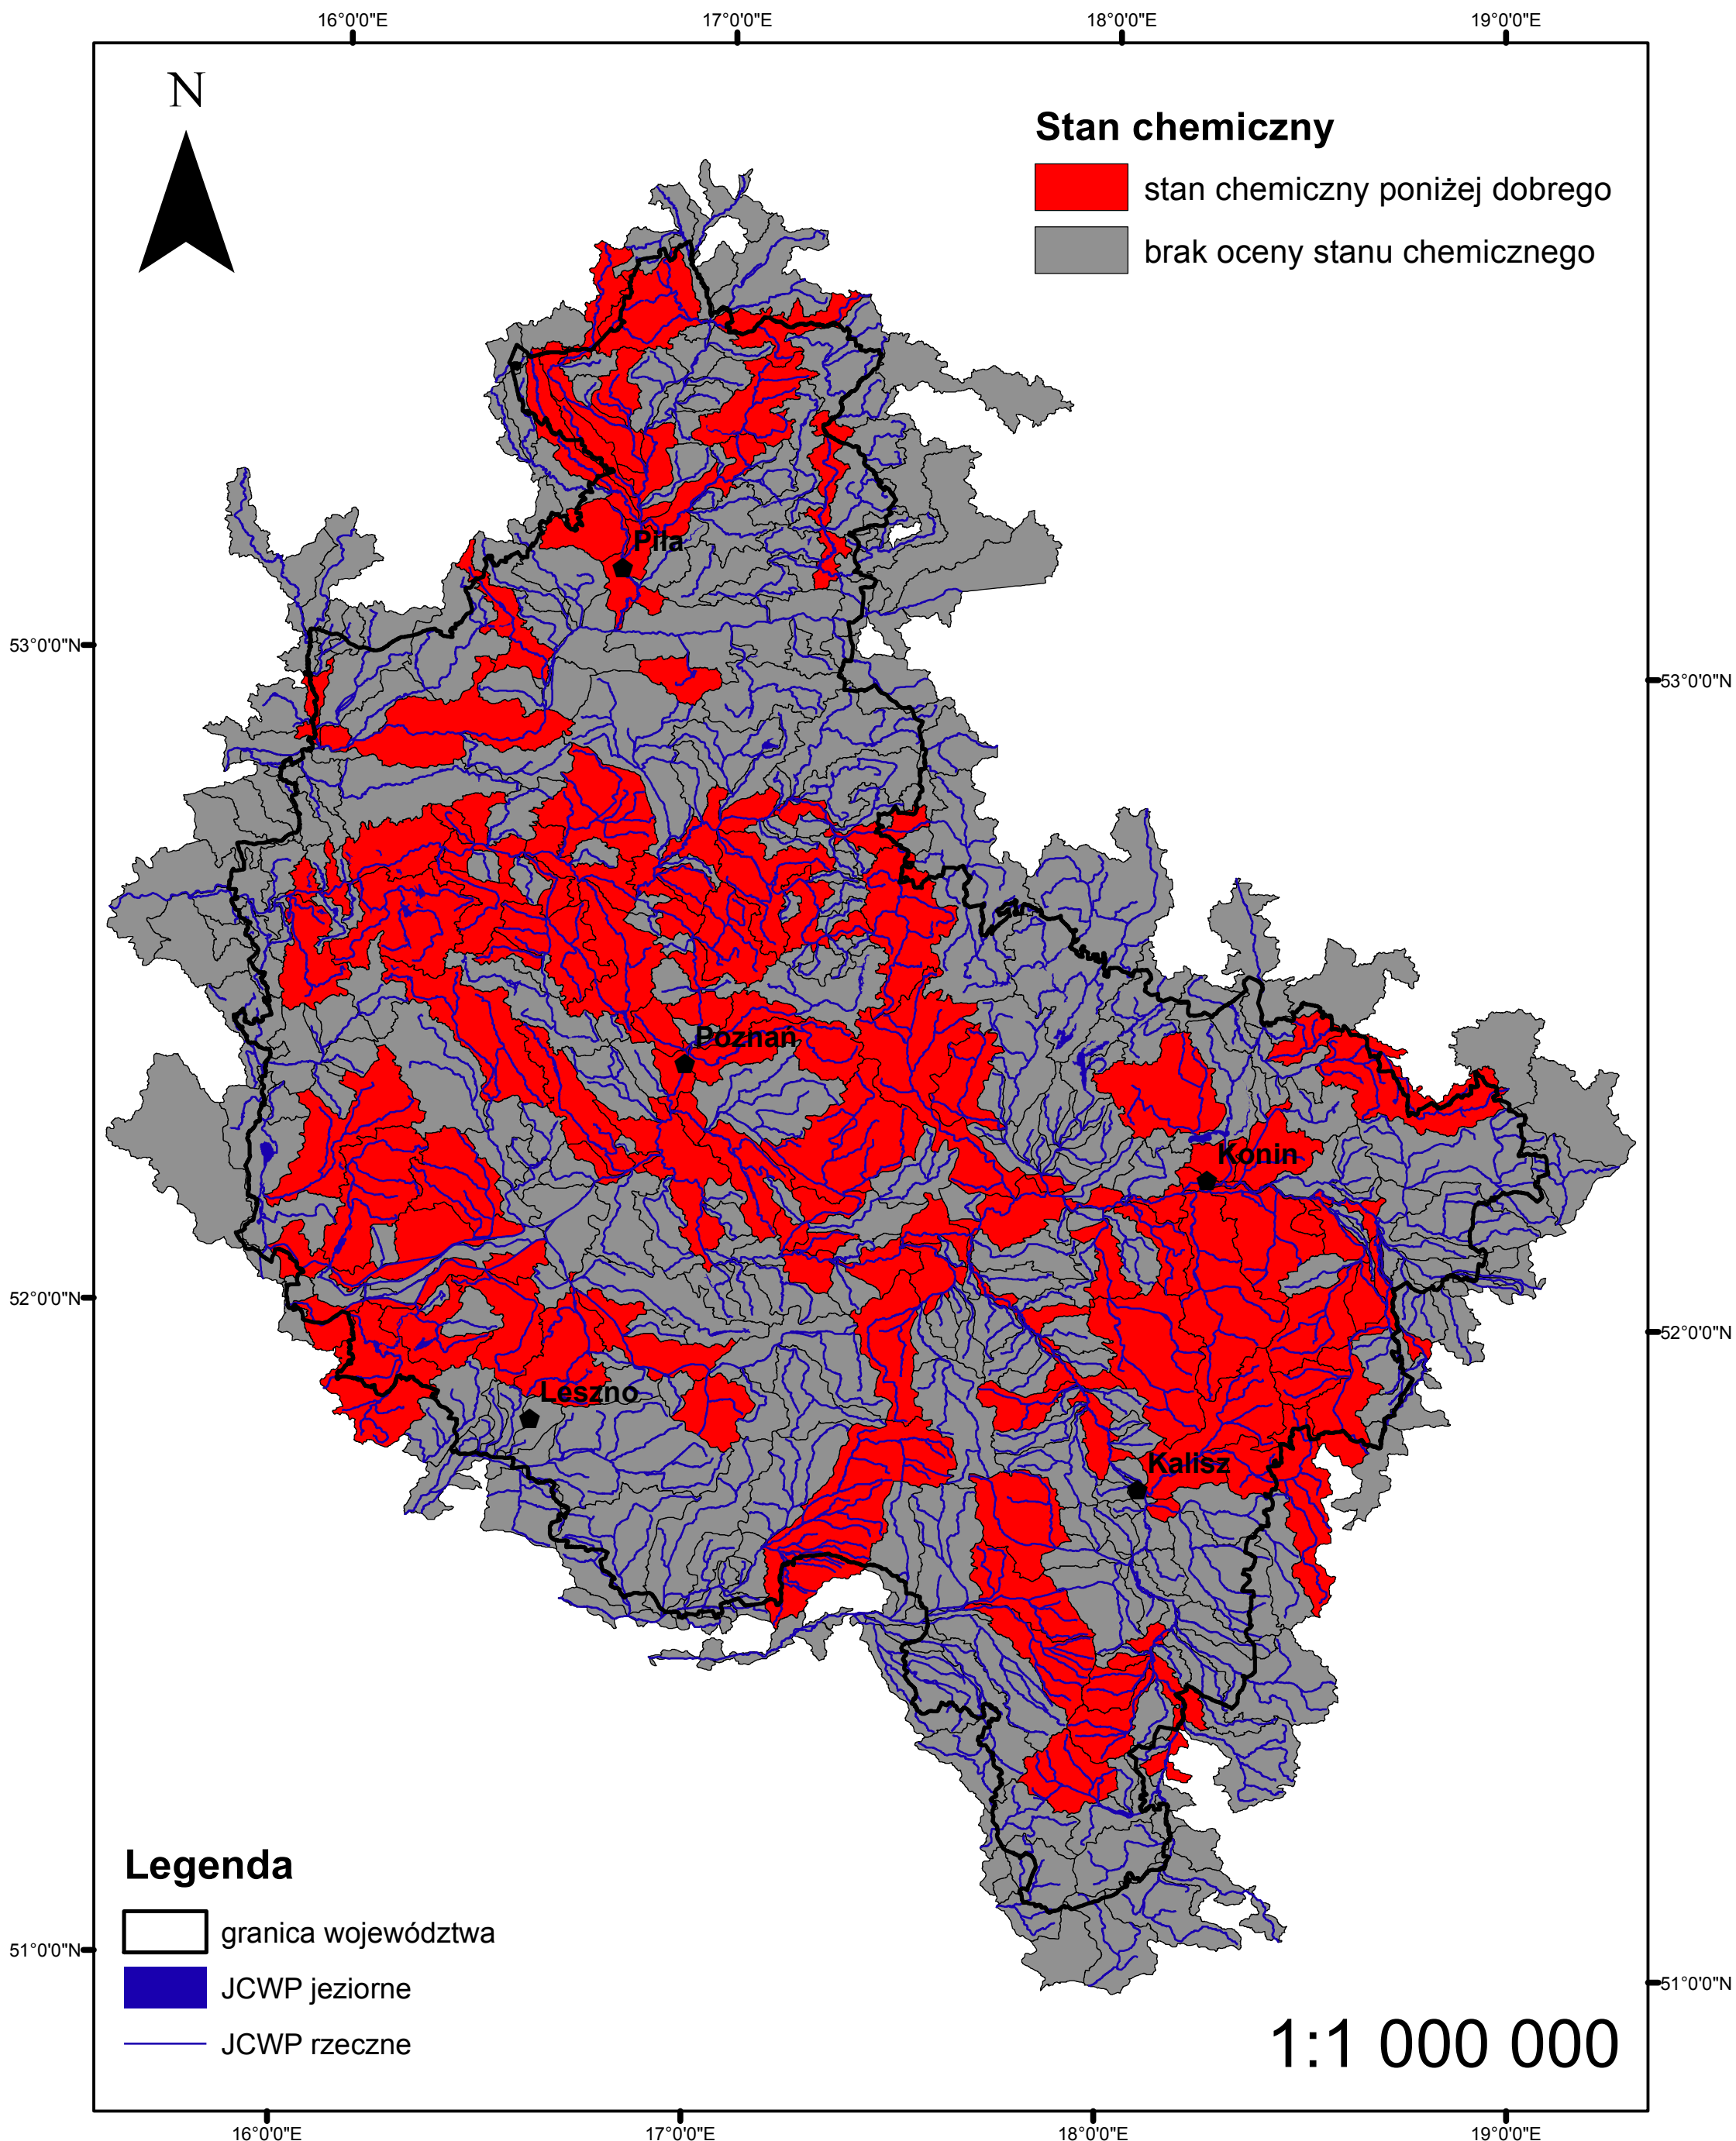 16°0'0"E 17°0'0"E 18°0'0"E 19°0'0"E
N
Stan chemiczny
stan chemiczny poniżej dobrego
brak oceny stanu chemicznego
Piła
53°0'0"N 53°0'0"N
Poznań
Konin
52°0'0"N 52°0'0"N
Leszno
Kalisz
Legenda
granica województwa
51°0'0"N 51°0'0"N
JCWP jeziorne
JCWP rzeczne
1:1 000 000
16°0'0"E 17°0'0"E 18°0'0"E 19°0'0"E